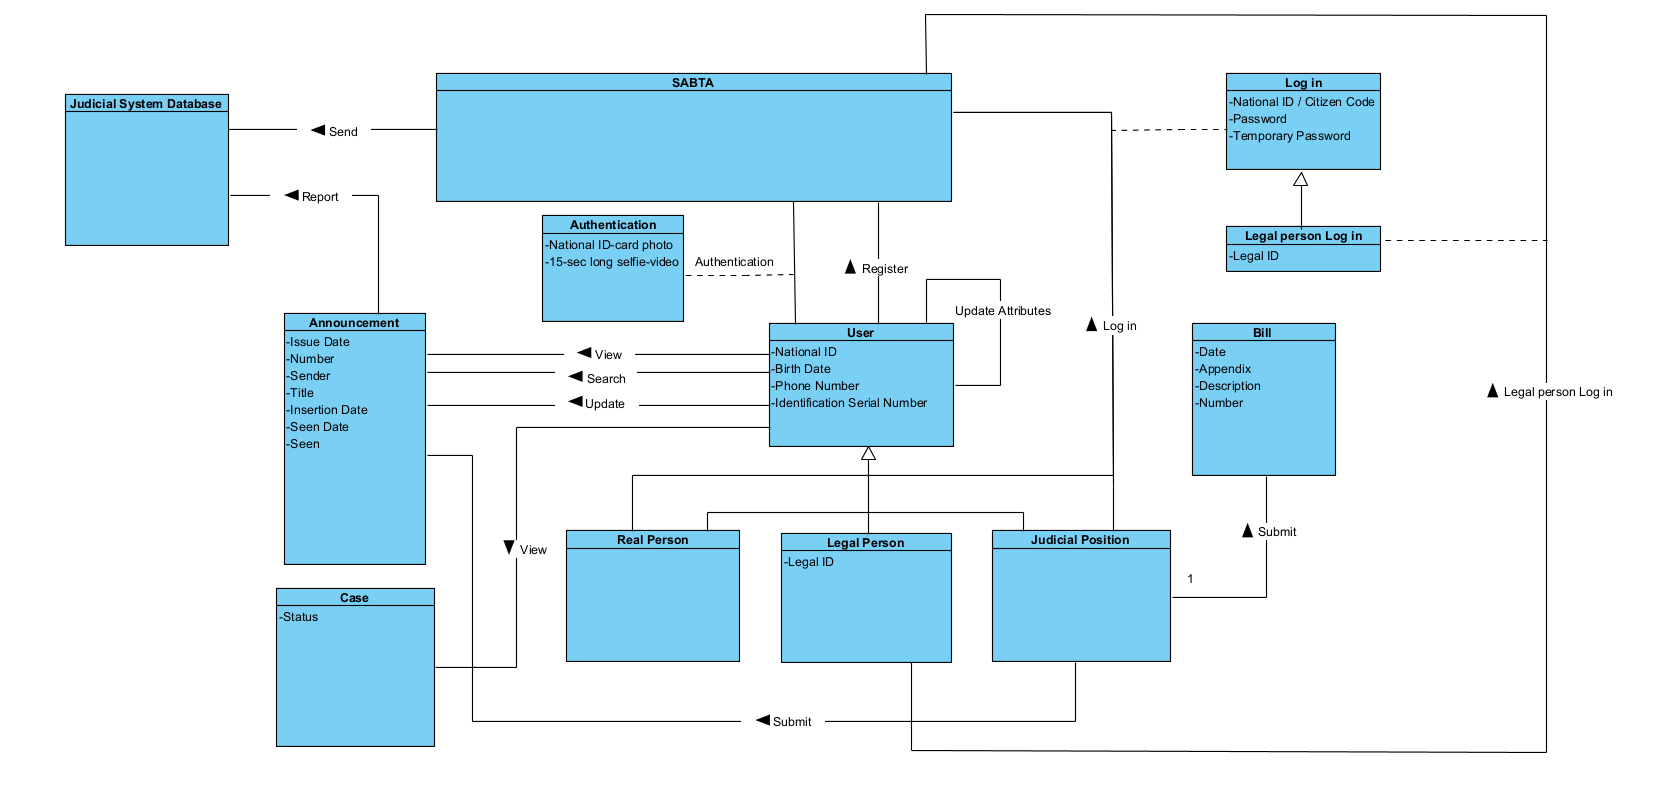 SABTA
Judicial System Database
Send
Report
Log in
-National ID / Citizen Code
-Password
-Temporary Password
Legal person Log in
-Legal ID
Authentication
-National ID-card photo
-15-sec long selfie-video
Authentication
Register
Update Attributes
Log in
Legal person Log in
Announcement
-Issue Date
-Number
-Sender
-Title
-Insertion Date
-Seen Date
-Seen
View
Search
Update
User
-National ID
-Birth Date
-Phone Number
-Identification Serial Number
Bill
-Date
-Appendix
-Description
-Number
View
Real Person
Legal Person
-Legal ID
Judicial Position
1
Submit
Case
-Status
Submit